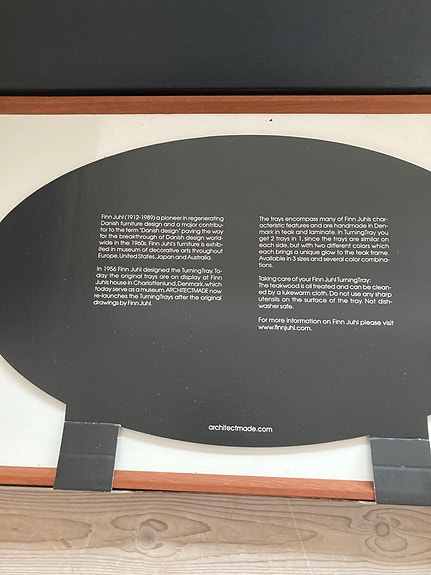 Finn Juhl (1912-1989) a pioneer in regenerating
Danish furniture design and a major contribu-
tor to the term "Danish design" paving the way
for the breakthrough of Danish design world-
wide in the 1960s. Finn Juhl's furniture is exhib-
ited in museum of decorative arts throughout
Europe, United States, Japan and Australia.
In 1956 Finn Juhl designed the TurningTray. To-
day the original trays are on display at Finn
Juhls house in Charlottenlund, Denmark, which
today serve as a museum. ARCHITECTMADE now
re-launches the TurningTrays after the original
drawings by Finn Juhl.
The trays encompass many of Finn Juhls char-
acteristic features and are handmade in Den-
mark in teak and laminate. In TurningTray you
get 2 trays in 1, since the trays are similar on
each side, but with two different colors which
each brings a unique glow to the teak frame.
Available in 3 sizes and several color combina-
tions.
Taking care of your Finn Juhl TurningTray:
The teakwood is oil treated and can be clean-
ed by a lukewarm cloth. Do not use any sharp
utensils on the surface of the tray. Not dish-
washer safe.
For more information on Finn Juhl please visit
www.finnjuhl.com.
architectmade.com